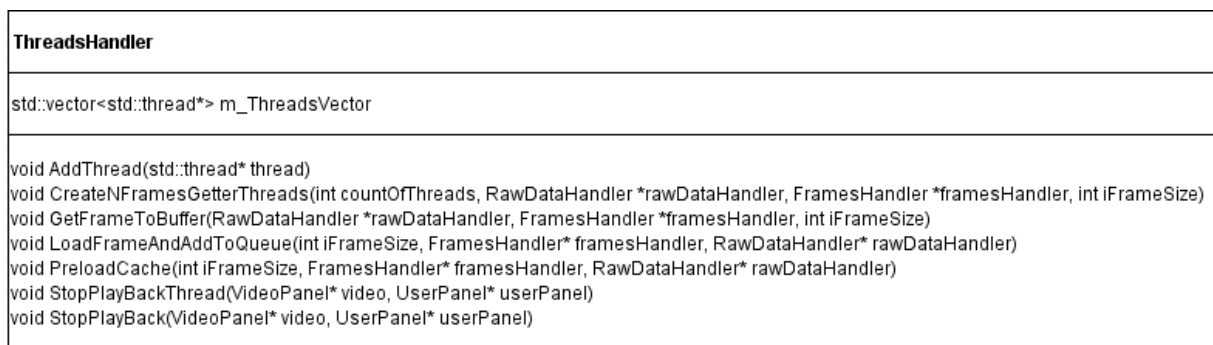 ThreadsHandler
std::vector<std::thread*> m_ThreadsVector
void AddThread(std::thread* thread)
void CreateNFramesGetterThreads(int countOfThreads, RawDataHandler *rawDataHandler, FramesHandler *framesHandler, int iFrameSize)
void GetFrameToBuffer(RawDataHandler *rawDataHandler, FramesHandler *framesHandler, int iFrameSize)
void LoadFrameAndAddToQueue(int iFrameSize, FramesHandler* framesHandler, RawDataHandler* rawDataHandler)
void PreloadCache(int iFrameSize, FramesHandler* framesHandler, RawDataHandler* rawDataHandler)
void StopPlayBackThread(VideoPanel* video, UserPanel* userPanel)
void StopPlayBack(VideoPanel* video, UserPanel* userPanel)